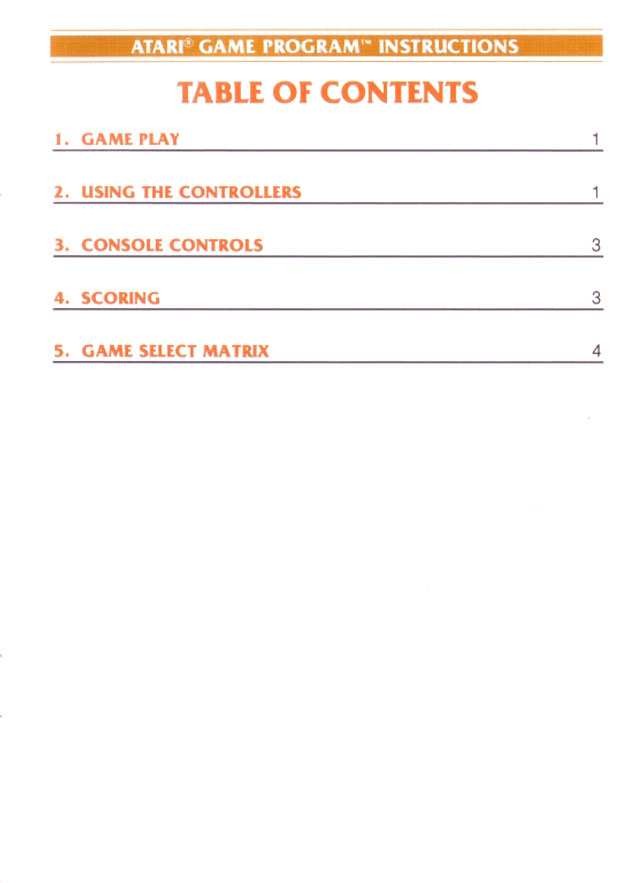 ATARI® GAME PROGRAM™ INSTRUCTIONS
TABLE OF CONTENTS
1. GAME PLAY 1
2. USING THE CONTROLLERS 1
3. CONSOLE CONTROLS 3
4. SCORING 3
5. GAME SELECT MATRIX 4